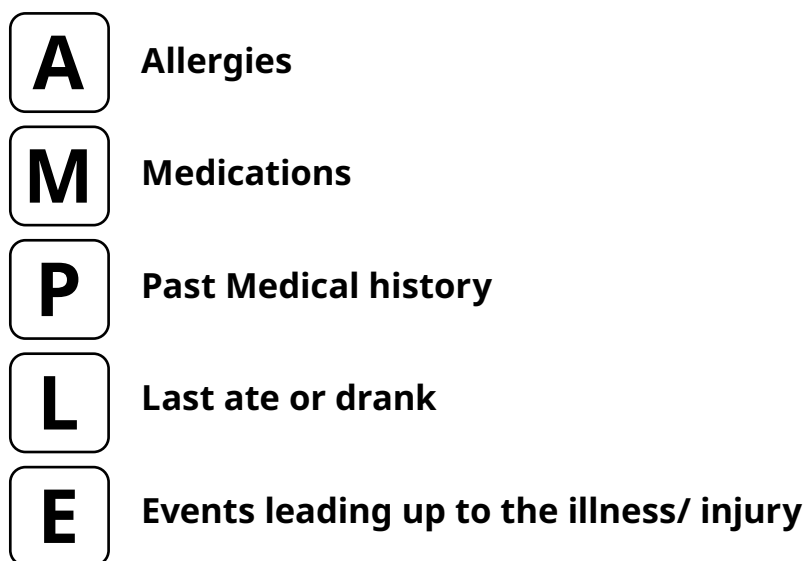 A Allergies
M Medications
P Past Medical history
L Last ate or drank
E Events leading up to the illness/ injury